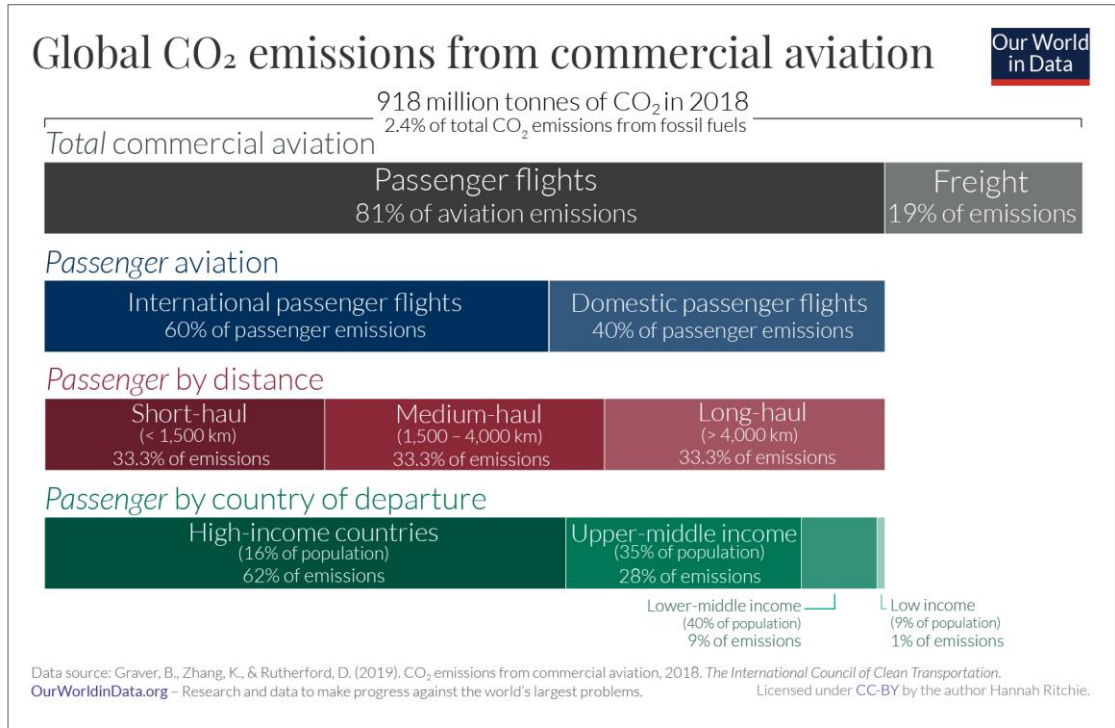 Global CO₂ emissions from commercial aviation
Our World
in Data
918 million tonnes of CO₂ in 2018
2.4% of total CO₂ emissions from fossil fuels
Total commercial aviation
Passenger flights
81% of aviation emissions
Freight
19% of emissions
Passenger aviation
International passenger flights
60% of passenger emissions
Domestic passenger flights
40% of passenger emissions
Passenger by distance
Short-haul
(< 1,500 km)
33.3% of emissions
Medium-haul
(1,500 – 4,000 km)
33.3% of emissions
Long-haul
(> 4,000 km)
33.3% of emissions
Passenger by country of departure
High-income countries
(16% of population)
62% of emissions
Upper-middle income
(35% of population)
28% of emissions
Lower-middle income
(40% of population)
9% of emissions
Low income
(9% of population)
1% of emissions
Data source: Graver, B., Zhang, K., & Rutherford, D. (2019). CO₂ emissions from commercial aviation, 2018. The International Council of Clean Transportation.
OurWorldinData.org – Research and data to make progress against the world's largest problems.
Licensed under CC-BY by the author Hannah Ritchie.